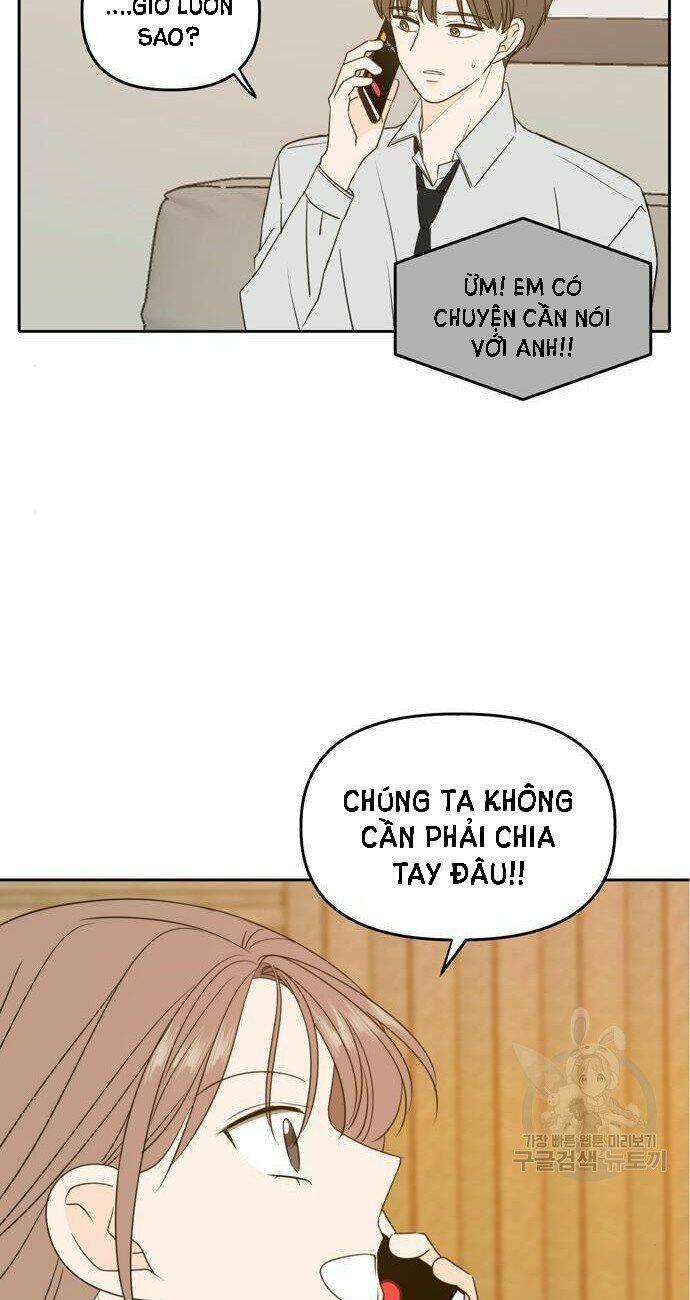 ....GIỜ LUÔN
SAO?
ỪM! EM CÓ
CHUYỆN CẦN NÓI
VỚI ANH!!
CHÚNG TA KHÔNG
CẦN PHẢI CHIA
TAY ĐÂU!!
가장 빠른 웹툰 미리보기
구글검색 뉴토끼